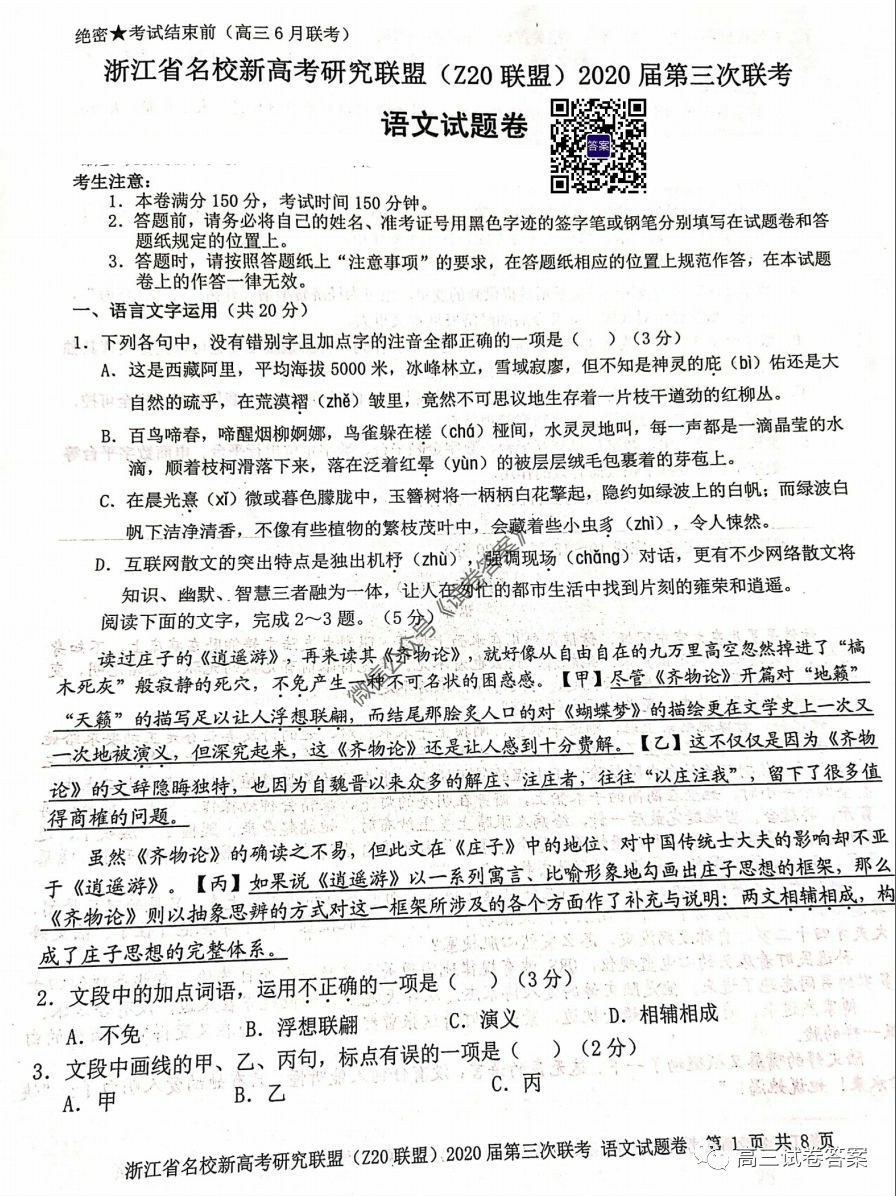 绝密★考试结束前（高三6月联考）
浙江省名校新高考研究联盟（Z20联盟）2020届第三次联考
语文试题卷
答案
考生注意：
1．本卷满分150分，考试时间150分钟。
2．答题前，请务必将自己的姓名、准考证号用黑色字迹的签字笔或钢笔分别填写在试题卷和答
题纸规定的位置上。
3．答题时，请按照答题纸上“注意事项”的要求，在答题纸相应的位置上规范作答，在本试题
卷上的作答一律无效。
一、语言文字运用（共20分）
1．下列各句中，没有错别字且加点字的注音全都正确的一项是（ ）（3分）
A．这是西藏阿里，平均海拔5000米，冰峰林立，雪域寂廖，但不知是神灵的庇（bì）佑还是大
自然的疏乎，在荒漠褶（zhě）皱里，竟然不可思议地生存着一片枝干遒劲的红柳丛。
B．百鸟啼春，啼醒烟柳婀娜，鸟雀躲在槎（chá）桠间，水灵灵地叫，每一声都是一滴晶莹的水
滴，顺着枝柯滑落下来，落在泛着红晕（yùn）的被层层绒毛包裹着的芽苞上。
C．在晨光熹（xī）微或暮色朦胧中，玉簪树将一柄柄白花擎起，隐约如绿波上的白帆；而绿波白
帆下洁净清香，不像有些植物的繁枝茂叶中，会藏着些小虫豸（zhì），令人悚然。
D．互联网散文的突出特点是独出机杼（zhù），强调现场（chǎng）对话，更有不少网络散文将
知识、幽默、智慧三者融为一体，让人在匆忙的都市生活中找到片刻的雍荣和逍遥。
阅读下面的文字，完成2～3题。（5分）
读过庄子的《逍遥游》，再来读其《齐物论》，就好像从自由自在的九万里高空忽然掉进了“槁
木死灰”般寂静的死穴，不免产生一种不可名状的困惑感。【甲】尽管《齐物论》开篇对“地籁”
“天籁”的描写足以让人浮想联翩，而结尾那脍炙人口的对《蝴蝶梦》的描绘更在文学史上一次又
一次地被演义，但深究起来，这《齐物论》还是让人感到十分费解。【乙】这不仅仅是因为《齐物
论》的文辞隐晦独特，也因为自魏晋以来众多的解庄、注庄者，往往“以庄注我”，留下了很多值
得商榷的问题。
虽然《齐物论》的确读之不易，但此文在《庄子》中的地位、对中国传统士大夫的影响却不亚
于《逍遥游》。【丙】如果说《逍遥游》以一系列寓言、比喻形象地勾画出庄子思想的框架，那么
《齐物论》则以抽象思辨的方式对这一框架所涉及的各个方面作了补充与说明：两文相辅相成，构
成了庄子思想的完整体系。
2．文段中的加点词语，运用不正确的一项是（ ）（3分）
A．不免 B．浮想联翩 C．演义 D．相辅相成
3．文段中画线的甲、乙、丙句，标点有误的一项是（ ）（2分）
A．甲 B．乙 C．丙
浙江省名校新高考研究联盟（Z20联盟）2020届第三次联考 语文试题卷 第1页共8页
微信公众号《试卷答案》
高三试卷答案